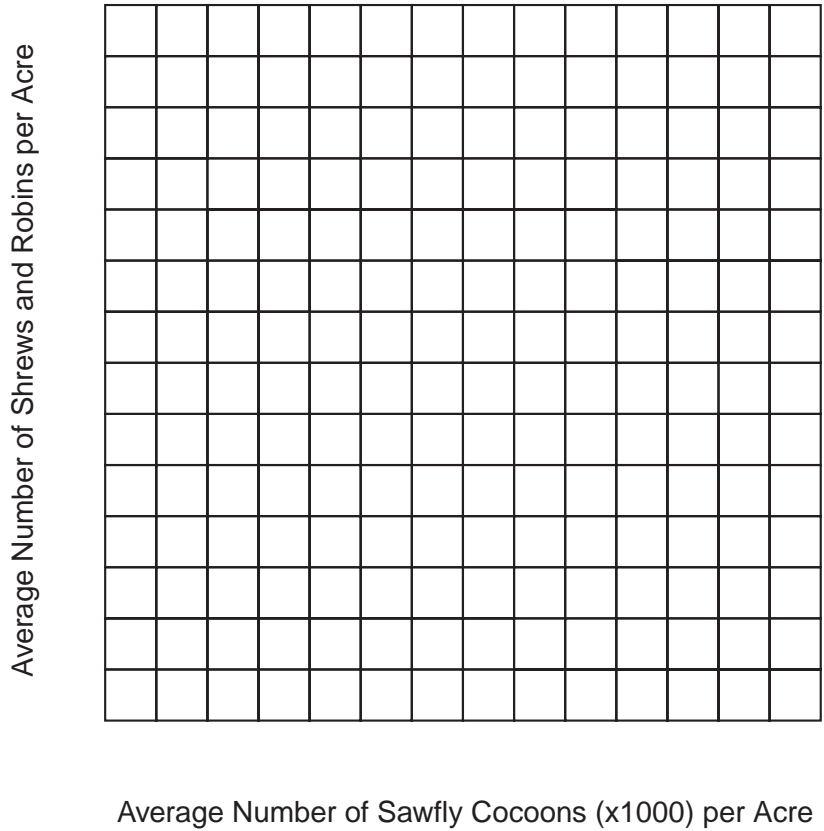 Average Number of Shrews and Robins per Acre
Average Number of Sawfly Cocoons (x1000) per Acre